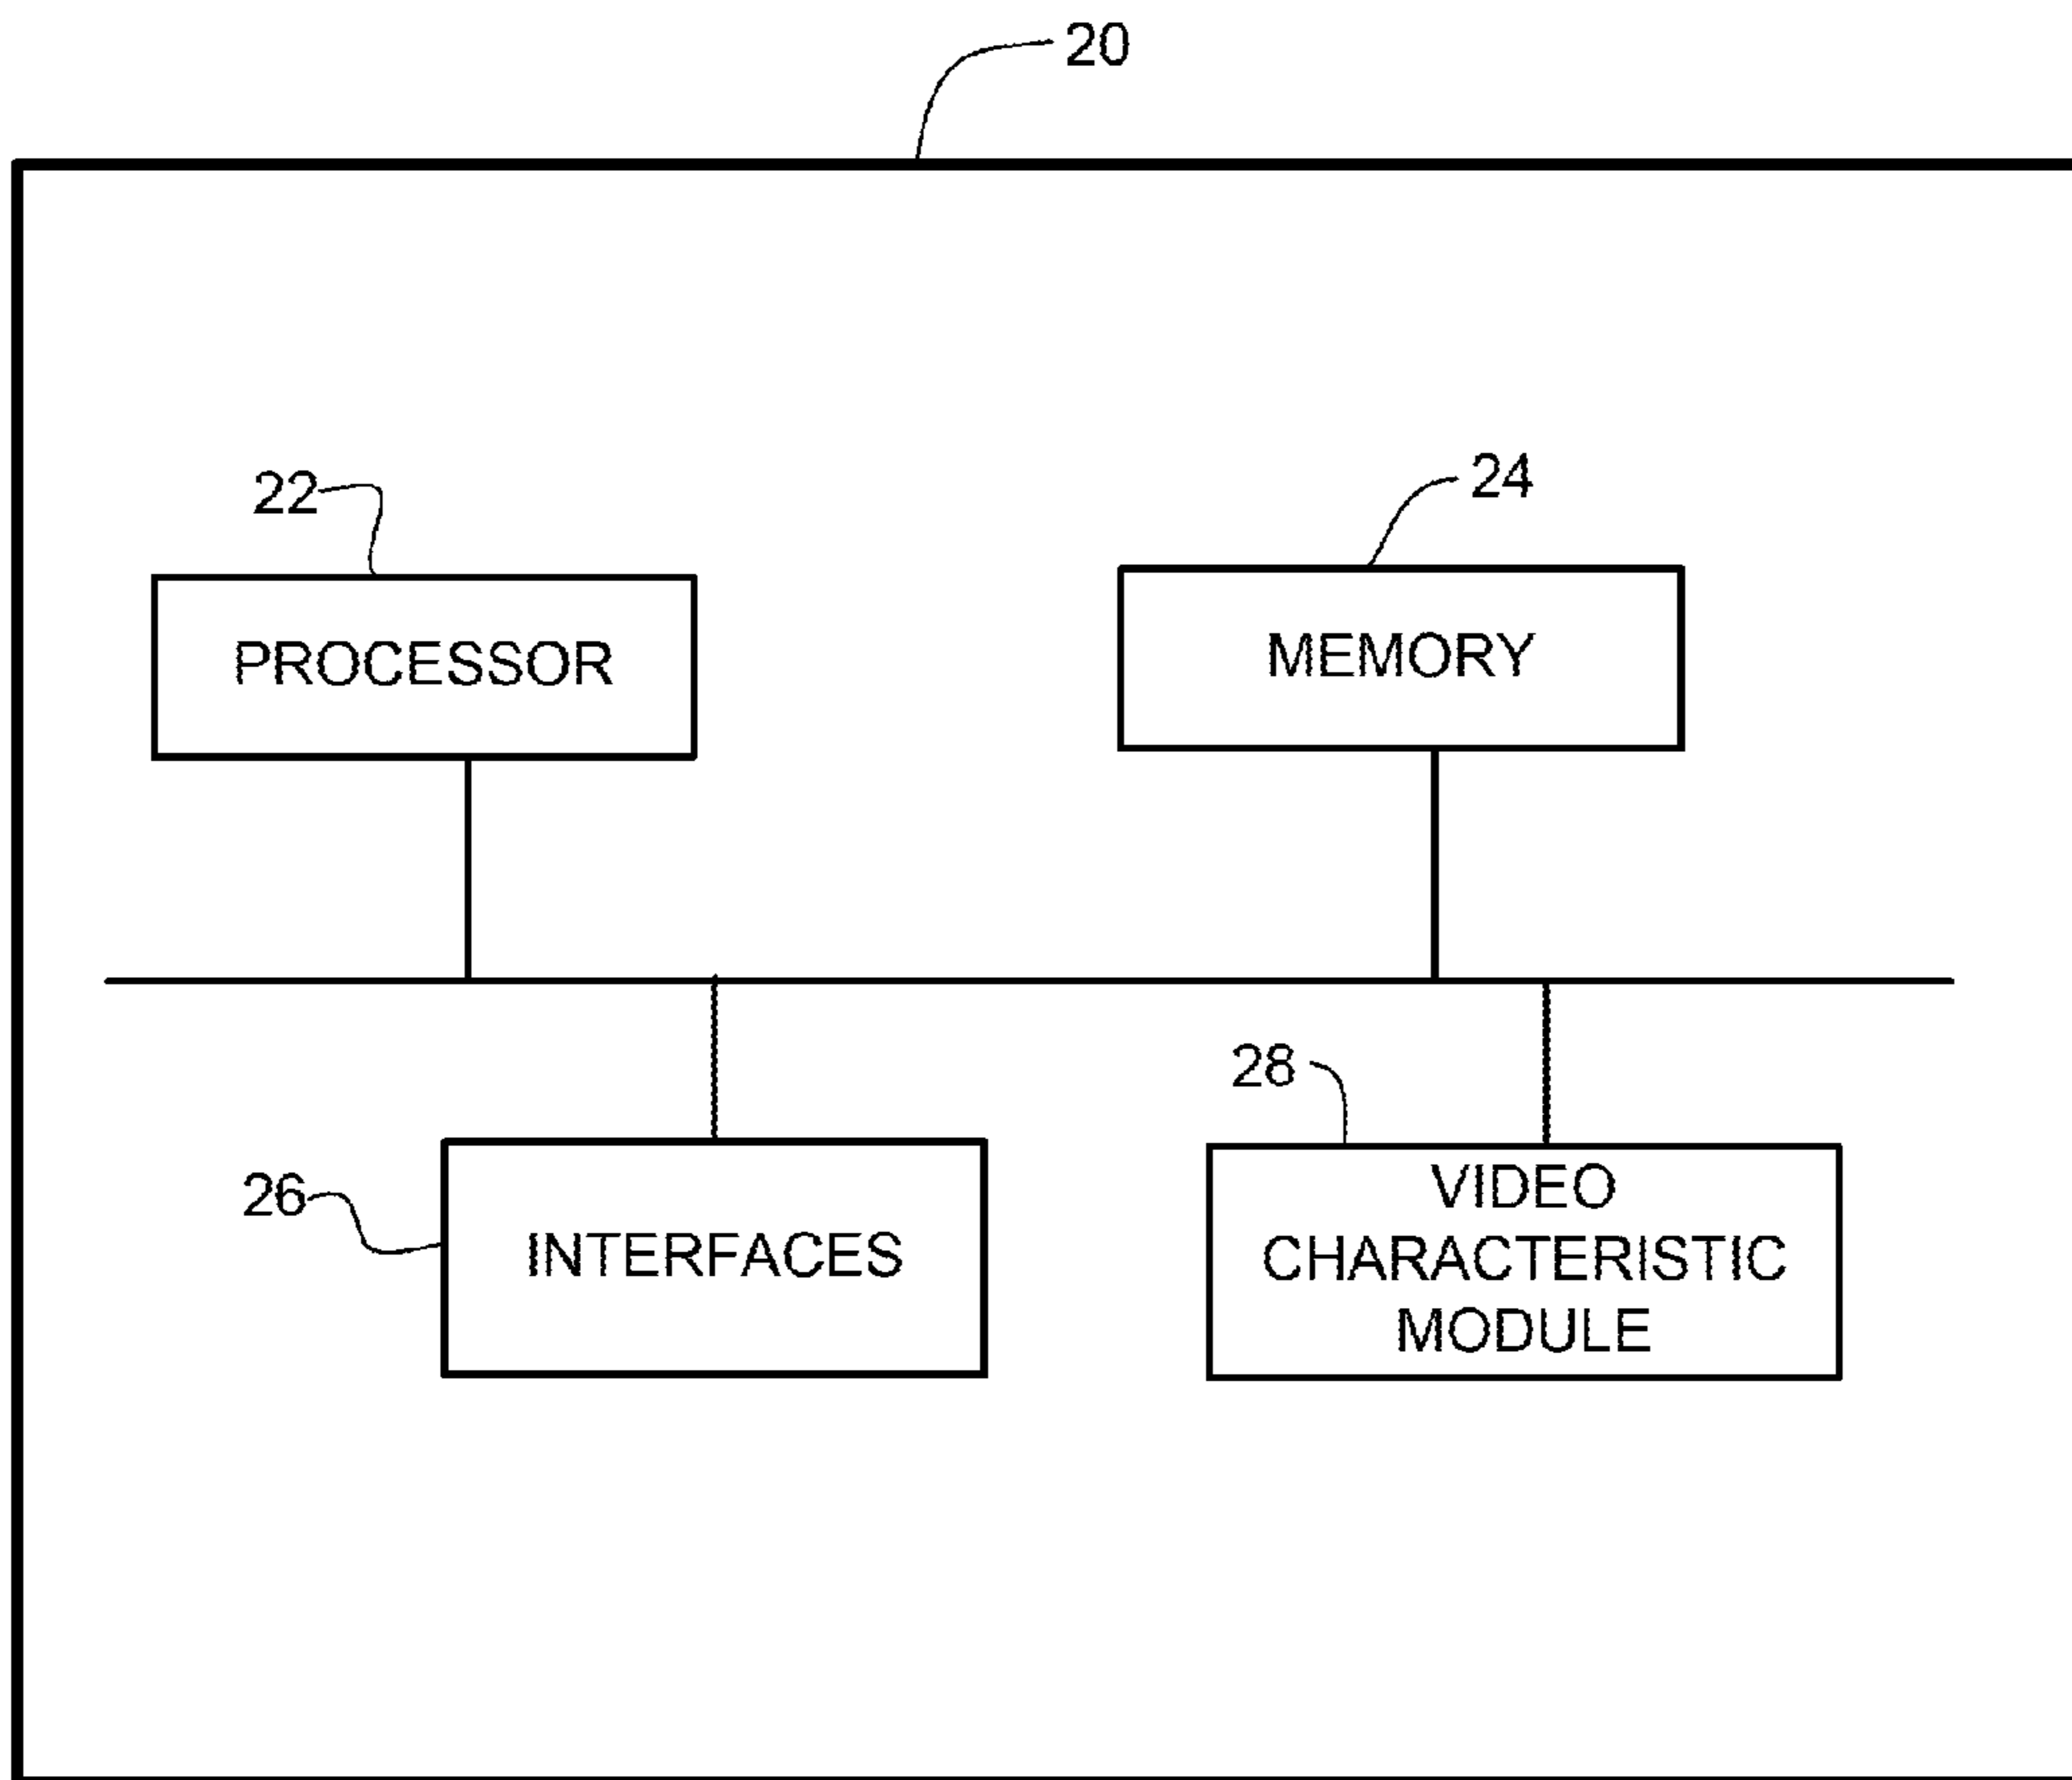 20
22
24
PROCESSOR
MEMORY
28
26
INTERFACES
VIDEO
CHARACTERISTIC
MODULE